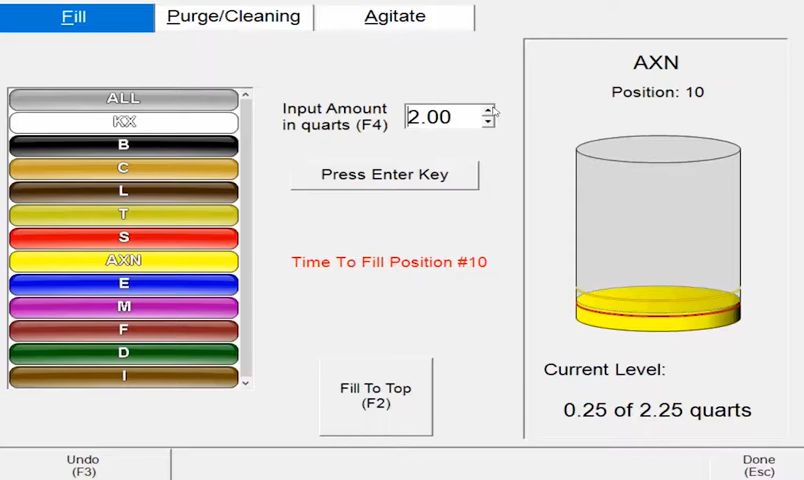 Fill
Purge/Cleaning
Agitate
ALL
KX
B
C
L
T
S
AXN
E
M
F
D
I
Input Amount
in quarts (F4)
2.00
Press Enter Key
Time To Fill Position #10
Fill To Top
(F2)
AXN
Position: 10
Current Level:
0.25 of 2.25 quarts
Undo
(F3)
Done
(Esc)